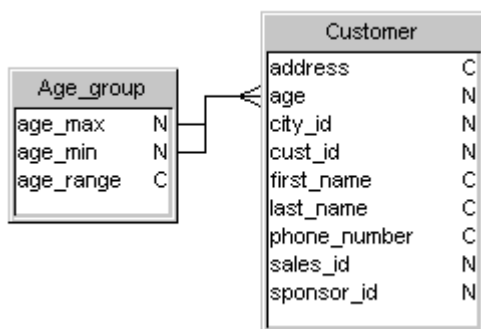 Age_group
age_max N
age_min N
age_range C
Customer
address C
age N
city_id N
cust_id N
first_name C
last_name C
phone_number C
sales_id N
sponsor_id N